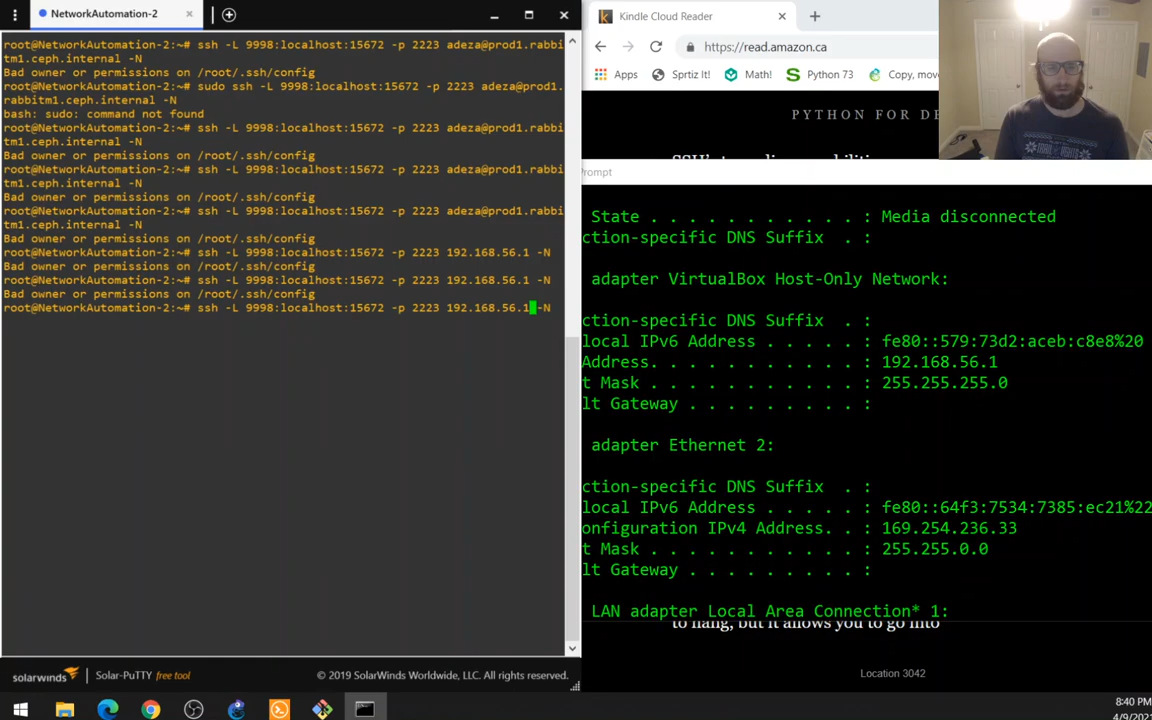 NetworkAutomation-2
root@NetworkAutomation-2:~# ssh -L 9998:localhost:15672 -p 2223 adeza@prod1.rabbi
tm1.ceph.internal -N
Bad owner or permissions on /root/.ssh/config
root@NetworkAutomation-2:~# sudo ssh -L 9998:localhost:15672 -p 2223 adeza@prod1.
rabbitm1.ceph.internal -N
bash: sudo: command not found
root@NetworkAutomation-2:~# ssh -L 9998:localhost:15672 -p 2223 adeza@prod1.rabbi
tm1.ceph.internal -N
Bad owner or permissions on /root/.ssh/config
root@NetworkAutomation-2:~# ssh -L 9998:localhost:15672 -p 2223 adeza@prod1.rabbi
tm1.ceph.internal -N
Bad owner or permissions on /root/.ssh/config
root@NetworkAutomation-2:~# ssh -L 9998:localhost:15672 -p 2223 adeza@prod1.rabbi
tm1.ceph.internal -N
Bad owner or permissions on /root/.ssh/config
root@NetworkAutomation-2:~# ssh -L 9998:localhost:15672 -p 2223 192.168.56.1 -N
Bad owner or permissions on /root/.ssh/config
root@NetworkAutomation-2:~# ssh -L 9998:localhost:15672 -p 2223 192.168.56.1 -N
Bad owner or permissions on /root/.ssh/config
root@NetworkAutomation-2:~# ssh -L 9998:localhost:15672 -p 2223 192.168.56.1 -N
solarwinds Solar-PuTTY free tool © 2019 SolarWinds Worldwide, LLC. All rights reserved.
Kindle Cloud Reader
https://read.amazon.ca
Apps Sprtiz It! Math! Python 73 Copy, mov
PYTHON FOR DE
rompt
State . . . . . . . . . . . : Media disconnected
ction-specific DNS Suffix . :
adapter VirtualBox Host-Only Network:
ction-specific DNS Suffix . :
local IPv6 Address . . . . . : fe80::579:73d2:aceb:c8e8%20
Address. . . . . . . . . . . : 192.168.56.1
t Mask . . . . . . . . . . . : 255.255.255.0
lt Gateway . . . . . . . . . :
adapter Ethernet 2:
ction-specific DNS Suffix . :
local IPv6 Address . . . . . : fe80::64f3:7534:7385:ec21%22
onfiguration IPv4 Address. . : 169.254.236.33
t Mask . . . . . . . . . . . : 255.255.0.0
lt Gateway . . . . . . . . . :
LAN adapter Local Area Connection* 1:
to hang, but it allows you to go into
Location 3042
8:40 PM
4/9/202